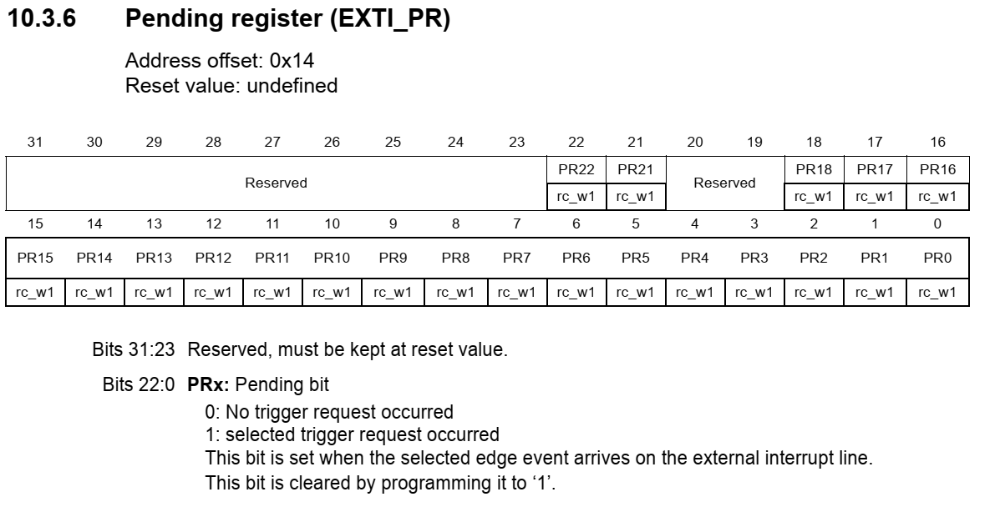 10.3.6 Pending register (EXTI_PR)
Address offset: 0x14
Reset value: undefined
31 30 29 28 27 26 25 24 23 22 21 20 19 18 17 16
Reserved PR22 PR21 Reserved PR18 PR17 PR16
rc_w1 rc_w1 rc_w1 rc_w1 rc_w1
15 14 13 12 11 10 9 8 7 6 5 4 3 2 1 0
PR15 PR14 PR13 PR12 PR11 PR10 PR9 PR8 PR7 PR6 PR5 PR4 PR3 PR2 PR1 PR0
rc_w1 rc_w1 rc_w1 rc_w1 rc_w1 rc_w1 rc_w1 rc_w1 rc_w1 rc_w1 rc_w1 rc_w1 rc_w1 rc_w1 rc_w1 rc_w1
Bits 31:23 Reserved, must be kept at reset value.
Bits 22:0 PRx: Pending bit
0: No trigger request occurred
1: selected trigger request occurred
This bit is set when the selected edge event arrives on the external interrupt line.
This bit is cleared by programming it to ‘1’.